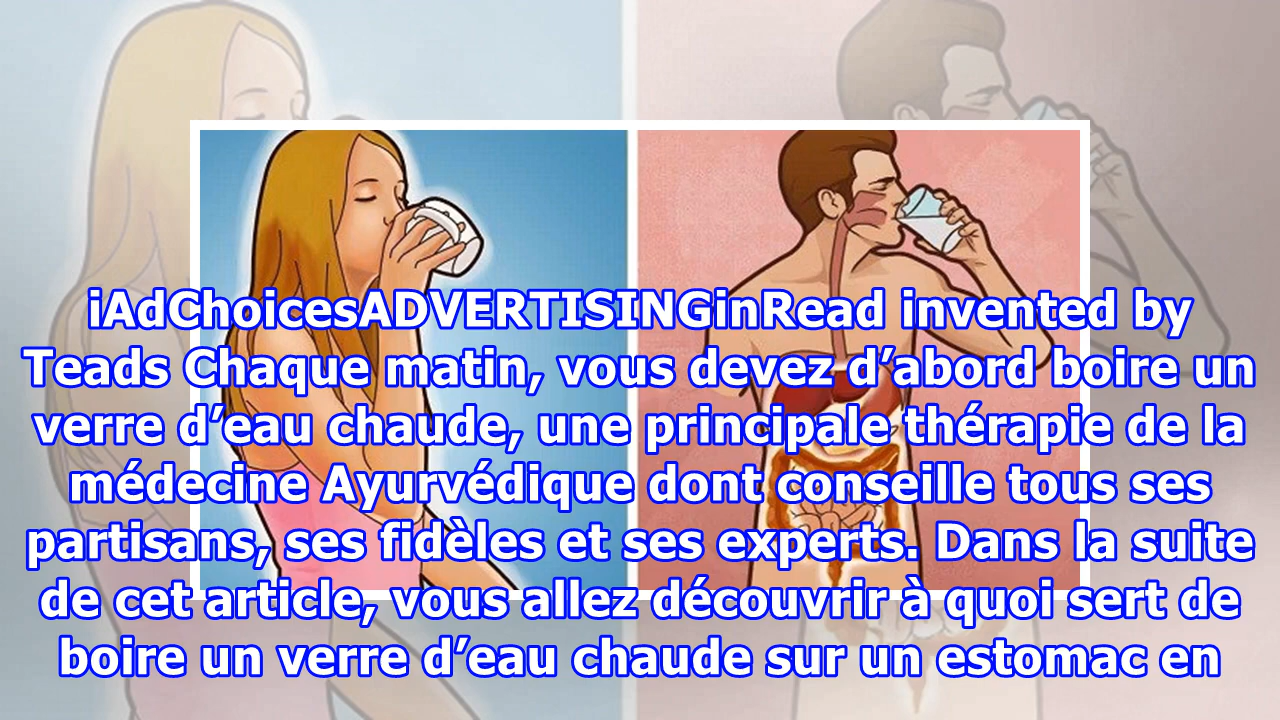 iAdChoicesADVERTISINGinRead invented by
Teads Chaque matin, vous devez d’abord boire un
verre d’eau chaude, une principale thérapie de la
médecine Ayurvédique dont conseille tous ses
partisans, ses fidèles et ses experts. Dans la suite
de cet article, vous allez découvrir à quoi sert de
boire un verre d’eau chaude sur un estomac en